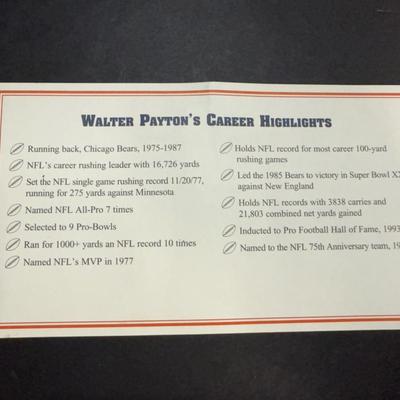 WALTER PAYTON'S CAREER HIGHLIGHTS
Running back, Chicago Bears, 1975-1987
NFL's career rushing leader with 16,726 yards
Set the NFL single game rushing record 11/20/77,
running for 275 yards against Minnesota
Named NFL All-Pro 7 times
Selected to 9 Pro-Bowls
Ran for 1000+ yards an NFL record 10 times
Named NFL's MVP in 1977
Holds NFL record for most career 100-yard
rushing games
Led the 1985 Bears to victory in Super Bowl XX
against New England
Holds NFL records with 3838 carries and
21,803 combined net yards gained
Inducted to Pro Football Hall of Fame, 1993
Named to the NFL 75th Anniversary team, 19